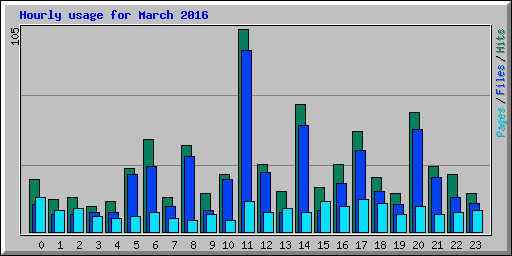 Hourly usage for March 2016
105
Pages/Files/Hits
0 1 2 3 4 5 6 7 8 9 10 11 12 13 14 15 16 17 18 19 20 21 22 23